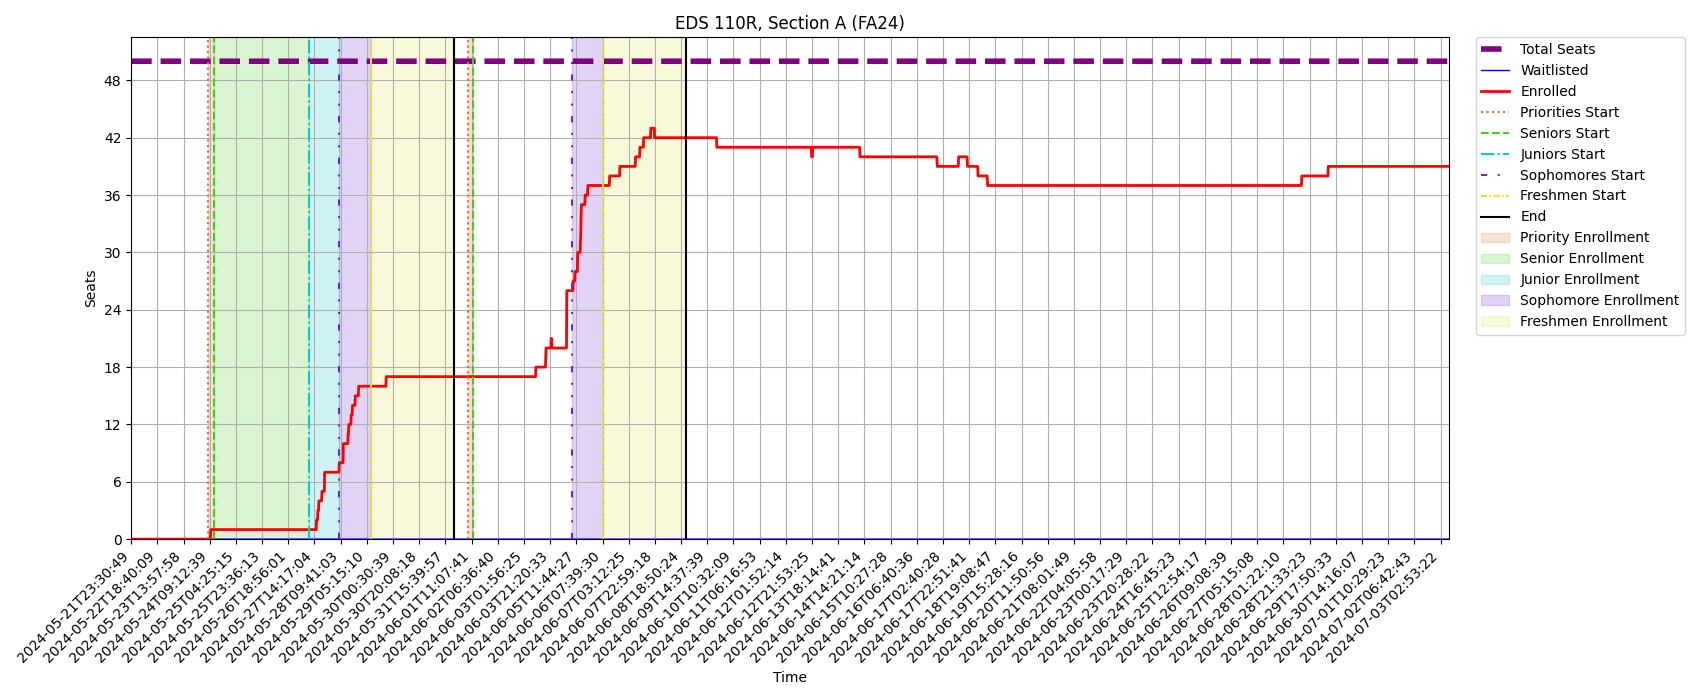 EDS 110R, Section A (FA24)
Total Seats
Waitlisted
Enrolled
Priorities Start
Seniors Start
Juniors Start
Sophomores Start
Freshmen Start
End
Priority Enrollment
Senior Enrollment
Junior Enrollment
Sophomore Enrollment
Freshmen Enrollment
Seats
48
42
36
30
24
18
12
6
0
2024-05-21T23:30:49
2024-05-22T18:40:09
2024-05-23T13:57:58
2024-05-24T09:12:39
2024-05-25T04:25:15
2024-05-25T23:36:13
2024-05-26T18:56:01
2024-05-27T14:17:04
2024-05-28T09:41:03
2024-05-29T05:15:10
2024-05-30T00:30:39
2024-05-30T20:08:18
2024-05-31T15:39:57
2024-06-01T11:07:41
2024-06-02T06:36:40
2024-06-03T01:56:25
2024-06-03T21:20:33
2024-06-05T11:44:27
2024-06-06T07:39:30
2024-06-07T03:12:25
2024-06-07T22:59:18
2024-06-08T18:50:24
2024-06-09T14:37:39
2024-06-10T10:32:09
2024-06-11T06:16:53
2024-06-12T01:52:14
2024-06-12T21:53:25
2024-06-13T18:14:41
2024-06-14T14:21:14
2024-06-15T10:27:28
2024-06-16T06:40:36
2024-06-17T02:40:28
2024-06-17T22:51:41
2024-06-18T19:08:47
2024-06-19T15:28:16
2024-06-20T11:50:56
2024-06-21T08:01:49
2024-06-22T04:05:58
2024-06-23T00:17:29
2024-06-23T20:28:22
2024-06-24T16:45:23
2024-06-25T12:54:17
2024-06-26T09:08:39
2024-06-27T05:15:08
2024-06-28T01:22:10
2024-06-28T21:33:23
2024-06-29T17:50:33
2024-06-30T14:16:07
2024-07-01T10:29:23
2024-07-02T06:42:43
2024-07-03T02:53:22
Time